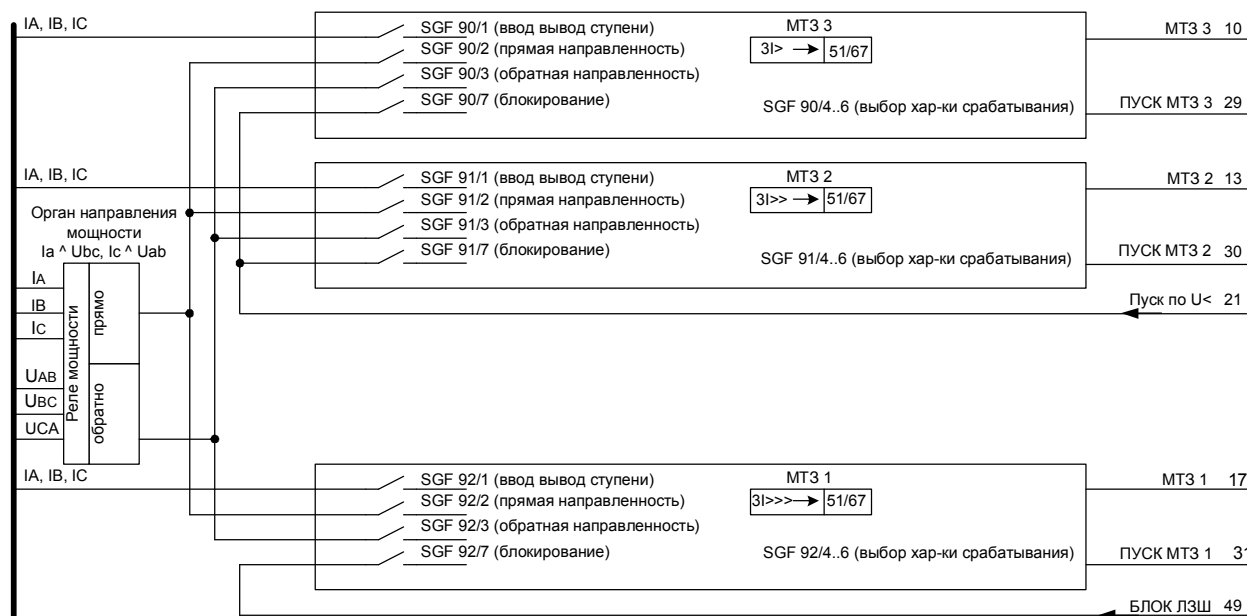 IA, IB, IC
SGF 90/1 (ввод вывод ступени)
МТЗ 3
МТЗ 3 10
SGF 90/2 (прямая направленность)
3I> 51/67
SGF 90/3 (обратная направленность)
SGF 90/7 (блокирование)
SGF 90/4..6 (выбор хар-ки срабатывания)
ПУСК МТЗ 3 29
IA, IB, IC
SGF 91/1 (ввод вывод ступени)
МТЗ 2
МТЗ 2 13
SGF 91/2 (прямая направленность)
3I>> 51/67
SGF 91/3 (обратная направленность)
SGF 91/7 (блокирование)
SGF 91/4..6 (выбор хар-ки срабатывания)
ПУСК МТЗ 2 30
Орган направления
мощности
Ia ^ Ubc, Ic ^ Uab
IA
IB
IC
UAB
UBC
UCA
Реле мощности
прямо
обратно
Пуск по U< 21
IA, IB, IC
SGF 92/1 (ввод вывод ступени)
МТЗ 1
МТЗ 1 17
SGF 92/2 (прямая направленность)
3I>>> 51/67
SGF 92/3 (обратная направленность)
SGF 92/7 (блокирование)
SGF 92/4..6 (выбор хар-ки срабатывания)
ПУСК МТЗ 1 31
БЛОК ЛЗШ 49